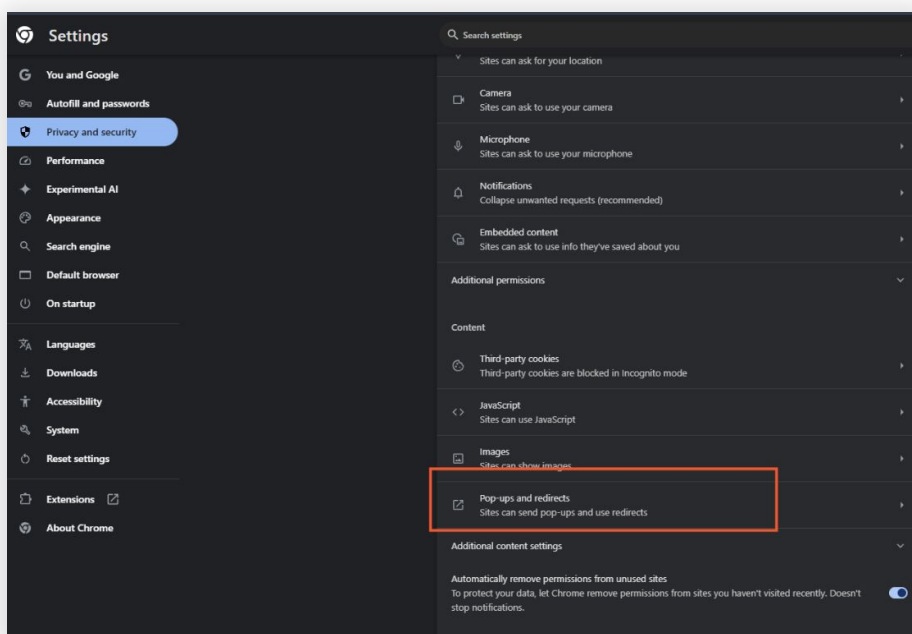 Settings
Search settings
You and Google
Autofill and passwords
Privacy and security
Performance
Experimental AI
Appearance
Search engine
Default browser
On startup
Languages
Downloads
Accessibility
System
Reset settings
Extensions
About Chrome
Sites can ask for your location
Camera
Sites can ask to use your camera
Microphone
Sites can ask to use your microphone
Notifications
Collapse unwanted requests (recommended)
Embedded content
Sites can ask to use info they've saved about you
Additional permissions
Content
Third-party cookies
Third-party cookies are blocked in Incognito mode
JavaScript
Sites can use JavaScript
Images
Sites can show images
Pop-ups and redirects
Sites can send pop-ups and use redirects
Additional content settings
Automatically remove permissions from unused sites
To protect your data, let Chrome remove permissions from sites you haven't visited recently. Doesn't
stop notifications.